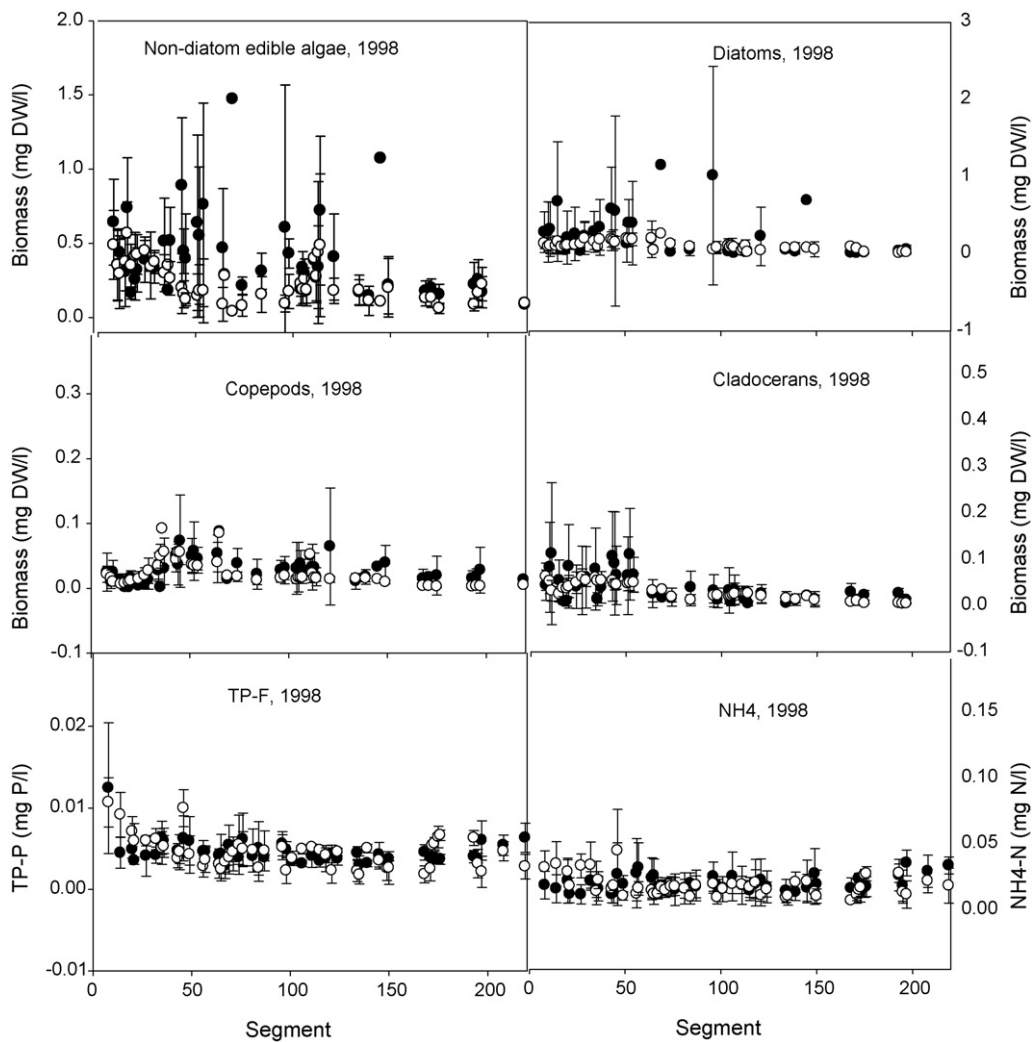 2.0
1.5
1.0
0.5
0.0
Biomass (mg DW/l)
Non-diatom edible algae, 1998
0 50 100 150 200
Diatoms, 1998
3
2
1
0
-1
Biomass (mg DW/l)
0.3
0.2
0.1
0.0
-0.1
Biomass (mg DW/l)
Copepods, 1998
Cladocerans, 1998
0.5
0.4
0.3
0.2
0.1
0.0
-0.1
Biomass (mg DW/l)
0.02
0.01
0.00
-0.01
TP-P (mg P/l)
TP-F, 1998
NH4, 1998
0.15
0.10
0.05
0.00
NH4-N (mg N/l)
0 50 100 150 200
0 50 100 150 200
Segment
Segment